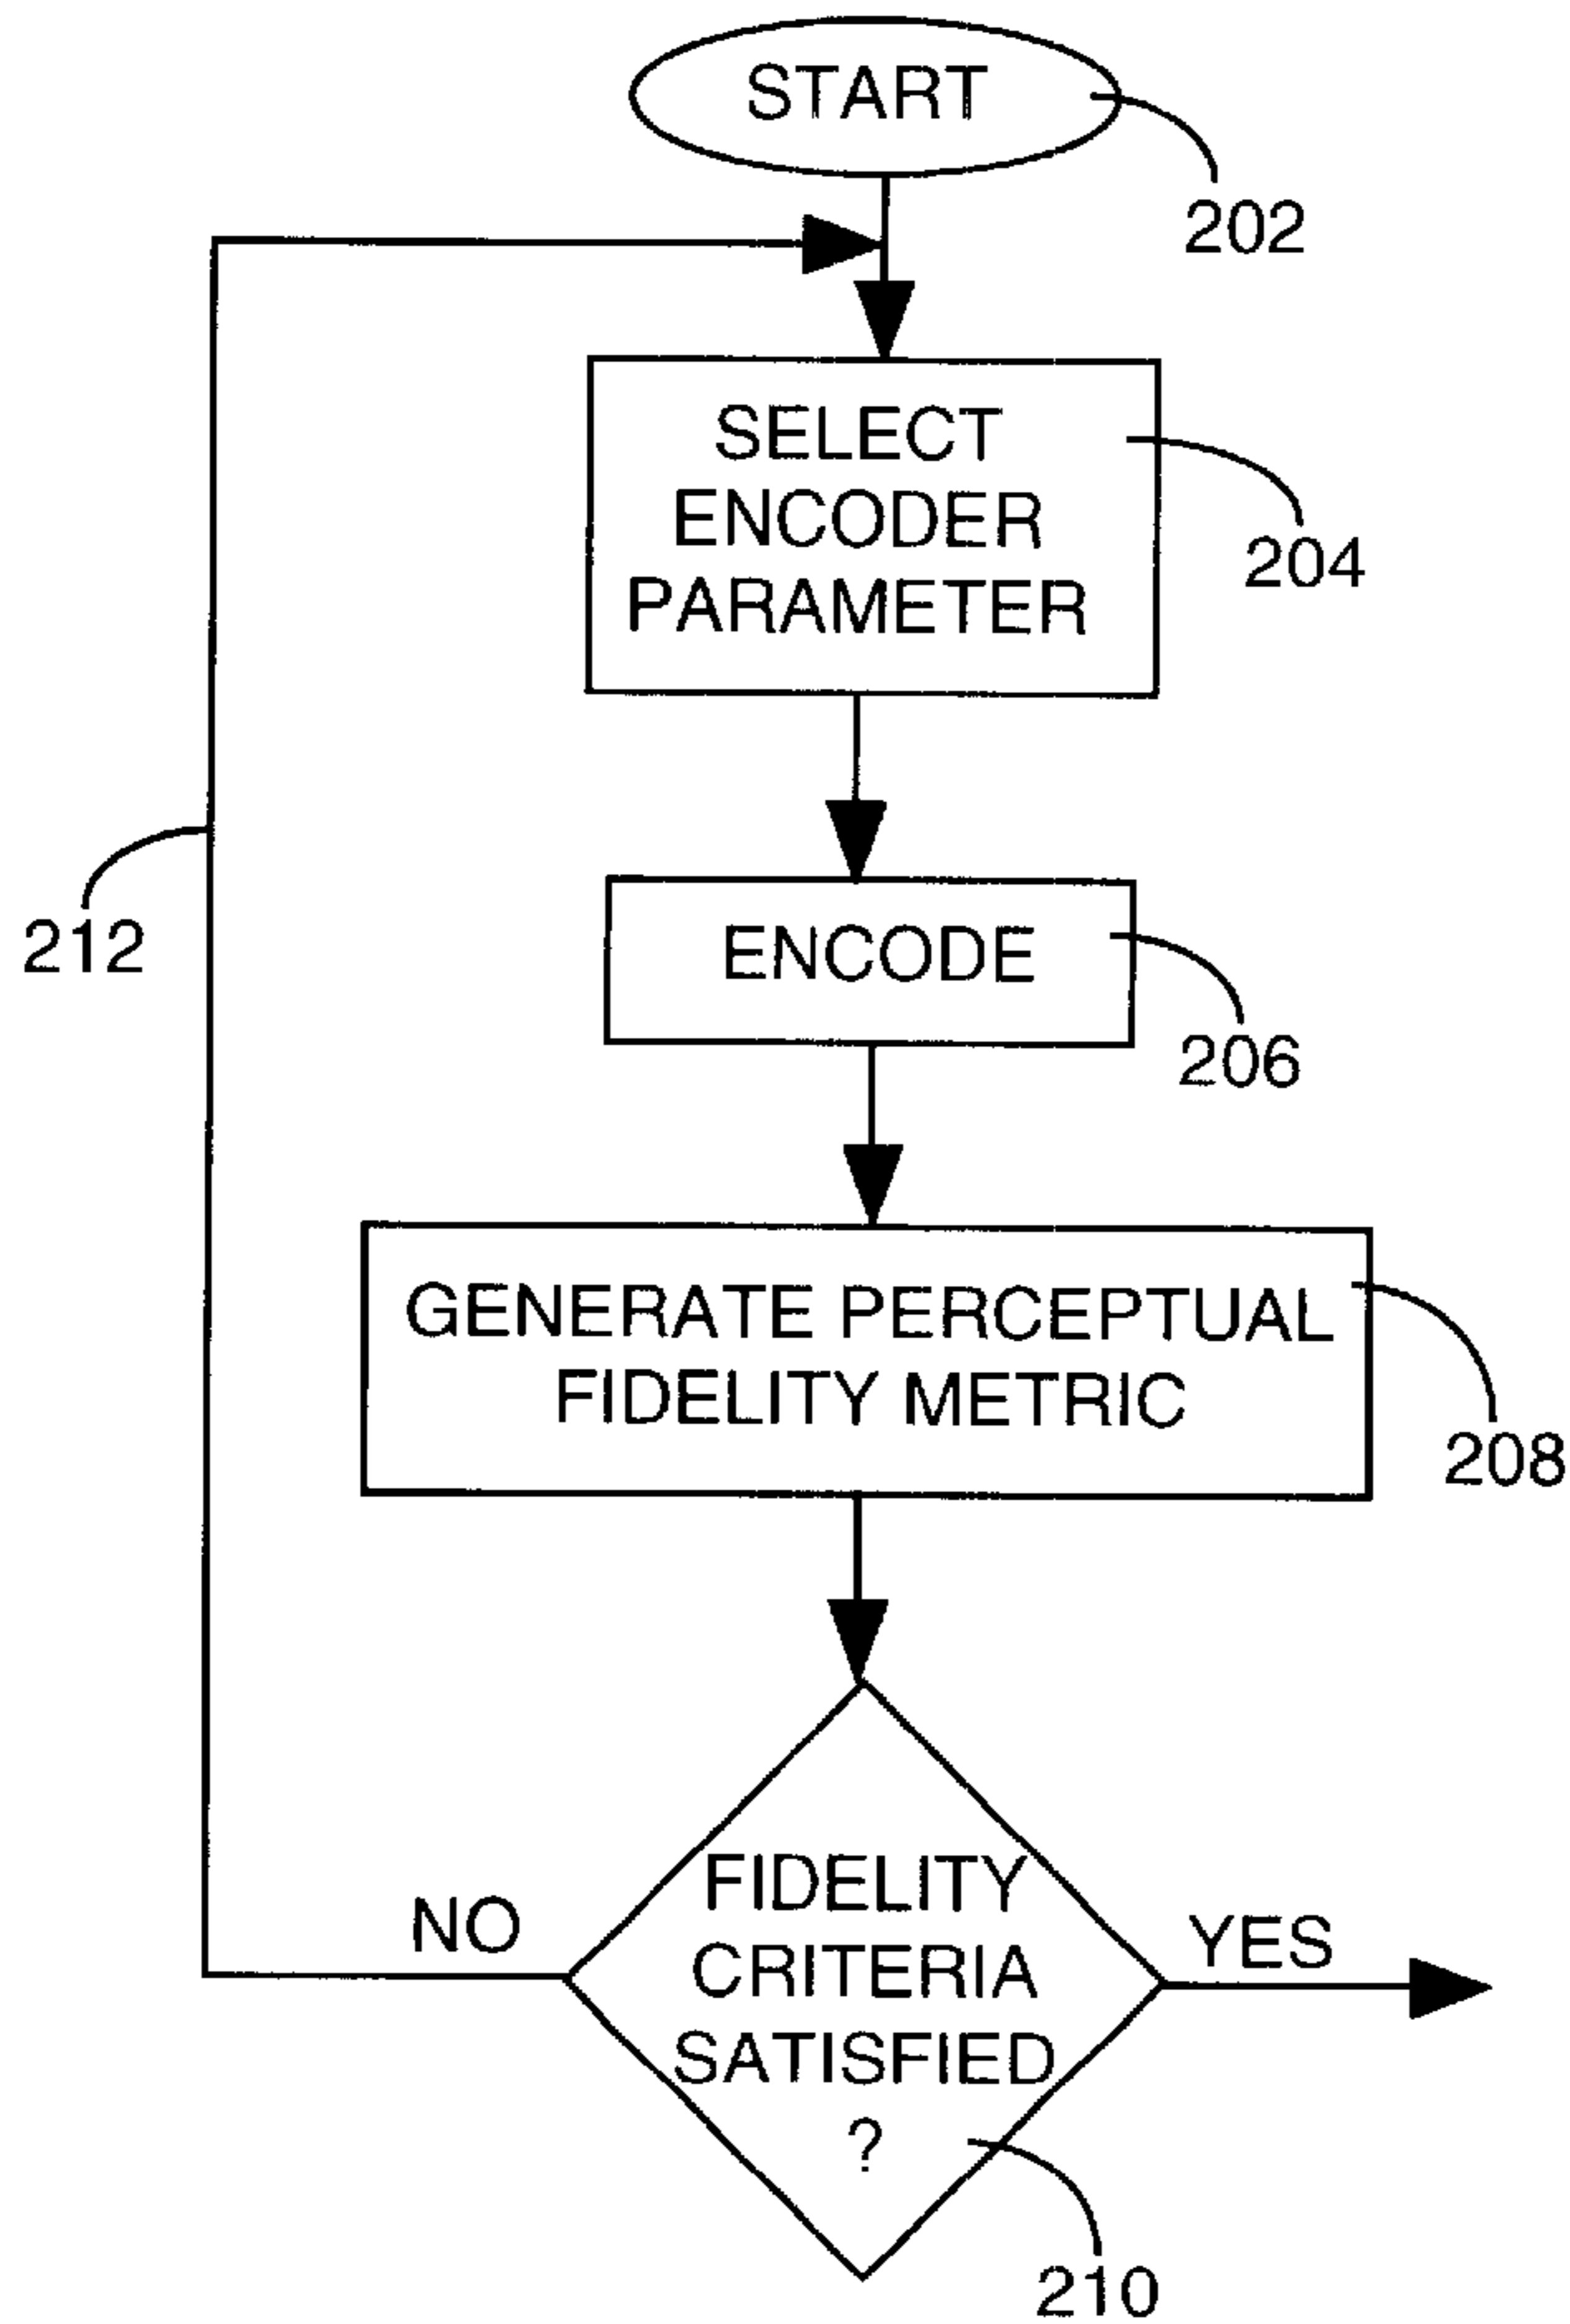 START
202
SELECT
ENCODER
PARAMETER
204
212
ENCODE
206
GENERATE PERCEPTUAL
FIDELITY METRIC
208
NO
FIDELITY
CRITERIA
SATISFIED
?
YES
210